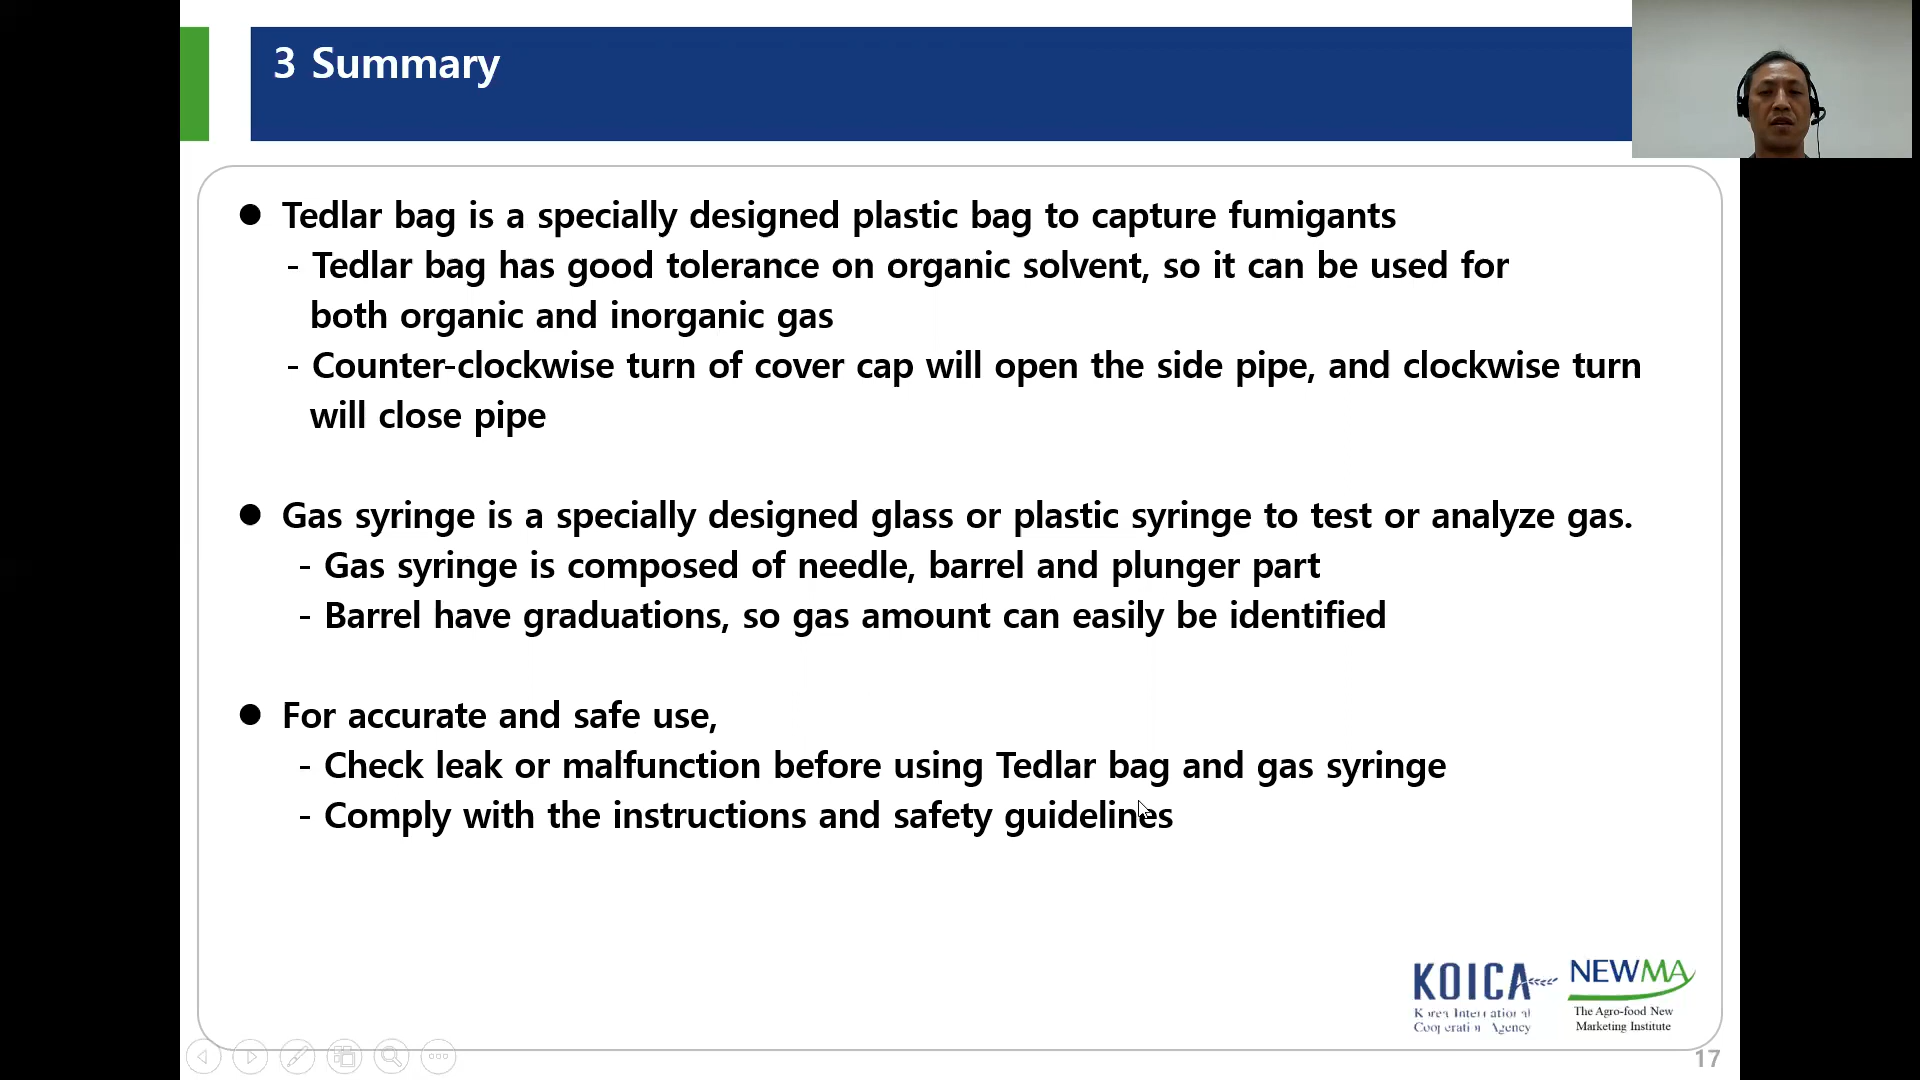 3 Summary
● Tedlar bag is a specially designed plastic bag to capture fumigants
- Tedlar bag has good tolerance on organic solvent, so it can be used for
both organic and inorganic gas
- Counter-clockwise turn of cover cap will open the side pipe, and clockwise turn
will close pipe
● Gas syringe is a specially designed glass or plastic syringe to test or analyze gas.
- Gas syringe is composed of needle, barrel and plunger part
- Barrel have graduations, so gas amount can easily be identified
● For accurate and safe use,
- Check leak or malfunction before using Tedlar bag and gas syringe
- Comply with the instructions and safety guidelines
KOICA
Korea International
Cooperation Agency
NEWMA
The Agro-food New
Marketing Institute
17